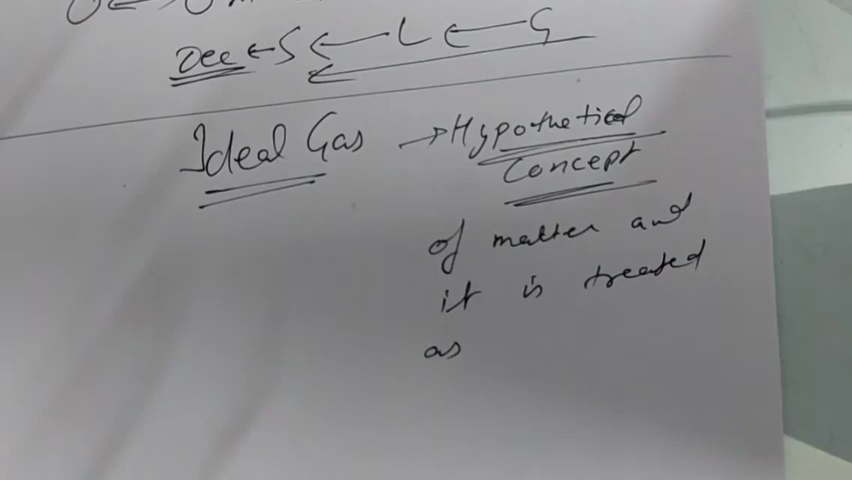 Dec ← S ← L ← G
Ideal Gas → Hypothetical
Concept
of matter and
it is treated
as